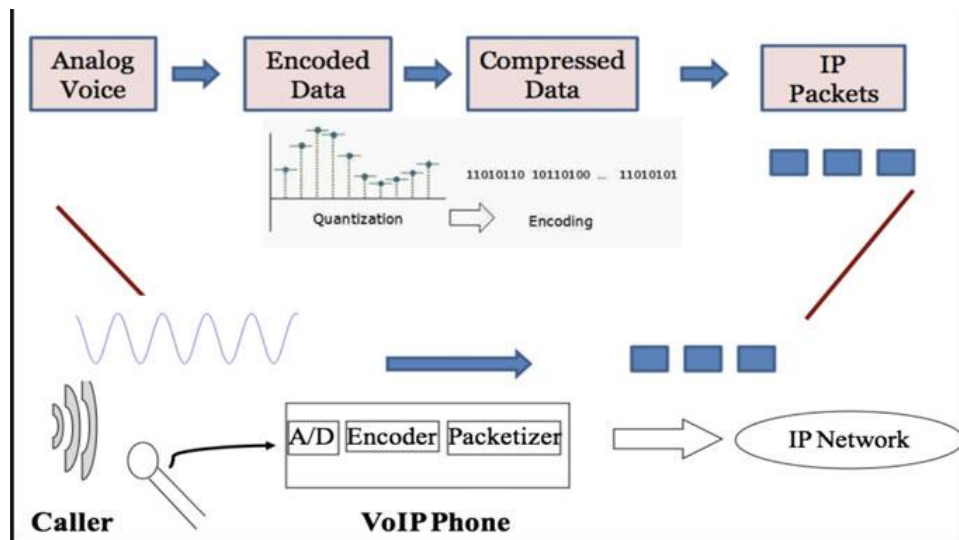 Analog
Voice
Encoded
Data
Compressed
Data
IP
Packets
11010110 10110100 ... 11010101
Quantization
Encoding
A/D
Encoder
Packetizer
IP Network
Caller
VoIP Phone